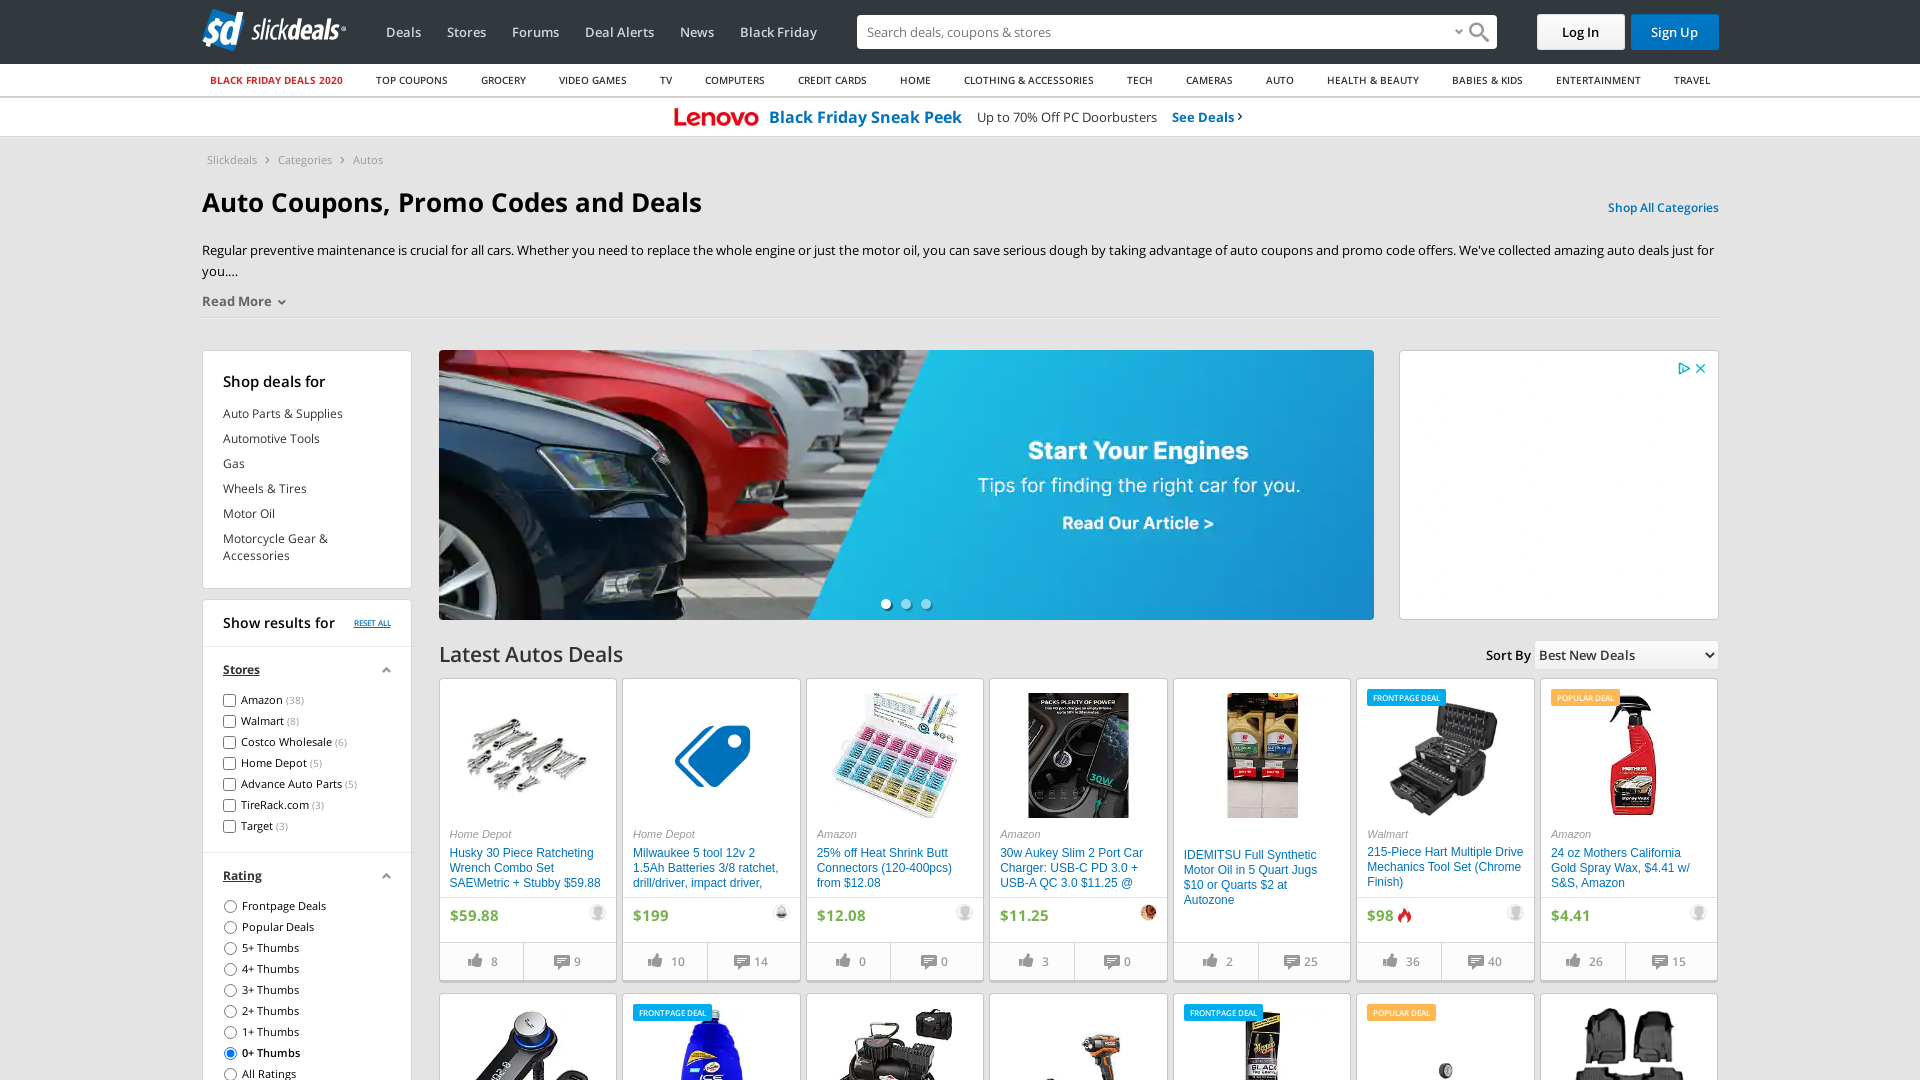 slickdeals
Deals
Stores
Forums
Deal Alerts
News
Black Friday
Search deals, coupons & stores
Log In
Sign Up
BLACK FRIDAY DEALS 2020
TOP COUPONS
GROCERY
VIDEO GAMES
TV
COMPUTERS
CREDIT CARDS
HOME
CLOTHING & ACCESSORIES
TECH
CAMERAS
AUTO
HEALTH & BEAUTY
BABIES & KIDS
ENTERTAINMENT
TRAVEL
Lenovo Black Friday Sneak Peek Up to 70% Off PC Doorbusters See Deals
Slickdeals > Categories > Autos
Auto Coupons, Promo Codes and Deals
Shop All Categories
Regular preventive maintenance is crucial for all cars. Whether you need to replace the whole engine or just the motor oil, you can save serious dough by taking advantage of auto coupons and promo code offers. We've collected amazing auto deals just for
you....
Read More
Shop deals for
Auto Parts & Supplies
Automotive Tools
Gas
Wheels & Tires
Motor Oil
Motorcycle Gear &
Accessories
Show results for
RESET ALL
Stores
Amazon (38)
Walmart (8)
Costco Wholesale (6)
Home Depot (5)
Advance Auto Parts (5)
TireRack.com (3)
Target (3)
Rating
Frontpage Deals
Popular Deals
5+ Thumbs
4+ Thumbs
3+ Thumbs
2+ Thumbs
1+ Thumbs
0+ Thumbs
All Ratings
Start Your Engines
Tips for finding the right car for you.
Read Our Article >
Latest Autos Deals
Sort By
Best New Deals
Home Depot
Husky 30 Piece Ratcheting
Wrench Combo Set
SAE\Metric + Stubby $59.88
$59.88
8
9
Home Depot
Milwaukee 5 tool 12v 2
1.5Ah Batteries 3/8 ratchet,
drill/driver, impact driver,
$199
10
14
Amazon
25% off Heat Shrink Butt
Connectors (120-400pcs)
from $12.08
$12.08
0
0
PACKS PLENTY OF POWER
30W
Amazon
30w Aukey Slim 2 Port Car
Charger: USB-C PD 3.0 +
USB-A QC 3.0 $11.25 @
$11.25
3
0
IDEMITSU Full Synthetic
Motor Oil in 5 Quart Jugs
$10 or Quarts $2 at
Autozone
2
25
FRONTPAGE DEAL
Walmart
215-Piece Hart Multiple Drive
Mechanics Tool Set (Chrome
Finish)
$98
36
40
POPULAR DEAL
MOTHERS
Amazon
24 oz Mothers California
Gold Spray Wax, $4.41 w/
S&S, Amazon
$4.41
26
15
FRONTPAGE DEAL
ICE
FRONTPAGE DEAL
BLACK
POPULAR DEAL